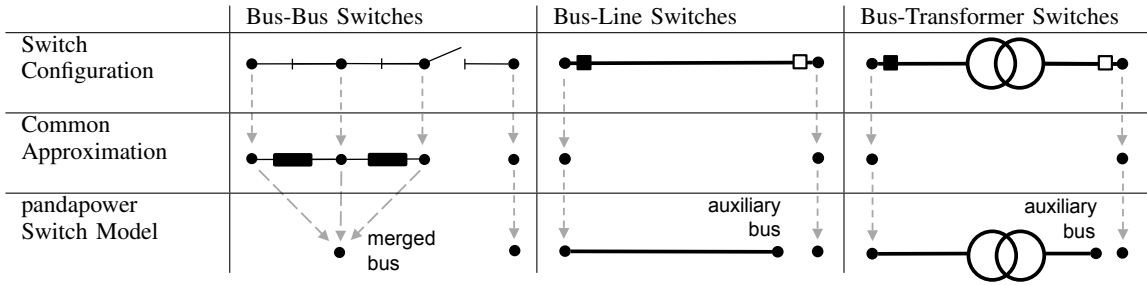 Bus-Bus Switches
Bus-Line Switches
Bus-Transformer Switches
Switch
Configuration
Common
Approximation
pandapower
Switch Model
merged
bus
auxiliary
bus
auxiliary
bus